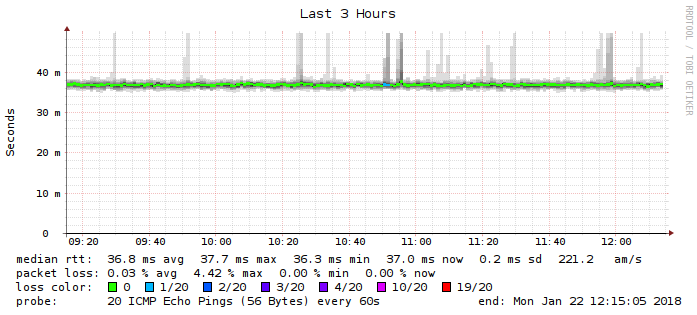 Last 3 Hours
RRDTOOL / TOBI OETIKER
Seconds
40 m
30 m
20 m
10 m
0
09:20 09:40 10:00 10:20 10:40 11:00 11:20 11:40 12:00
median rtt: 36.8 ms avg 37.7 ms max 36.3 ms min 37.0 ms now 0.2 ms sd 221.2 am/s
packet loss: 0.03 % avg 4.42 % max 0.00 % min 0.00 % now
loss color: 0 1/20 2/20 3/20 4/20 10/20 19/20
probe: 20 ICMP Echo Pings (56 Bytes) every 60s end: Mon Jan 22 12:15:05 2018